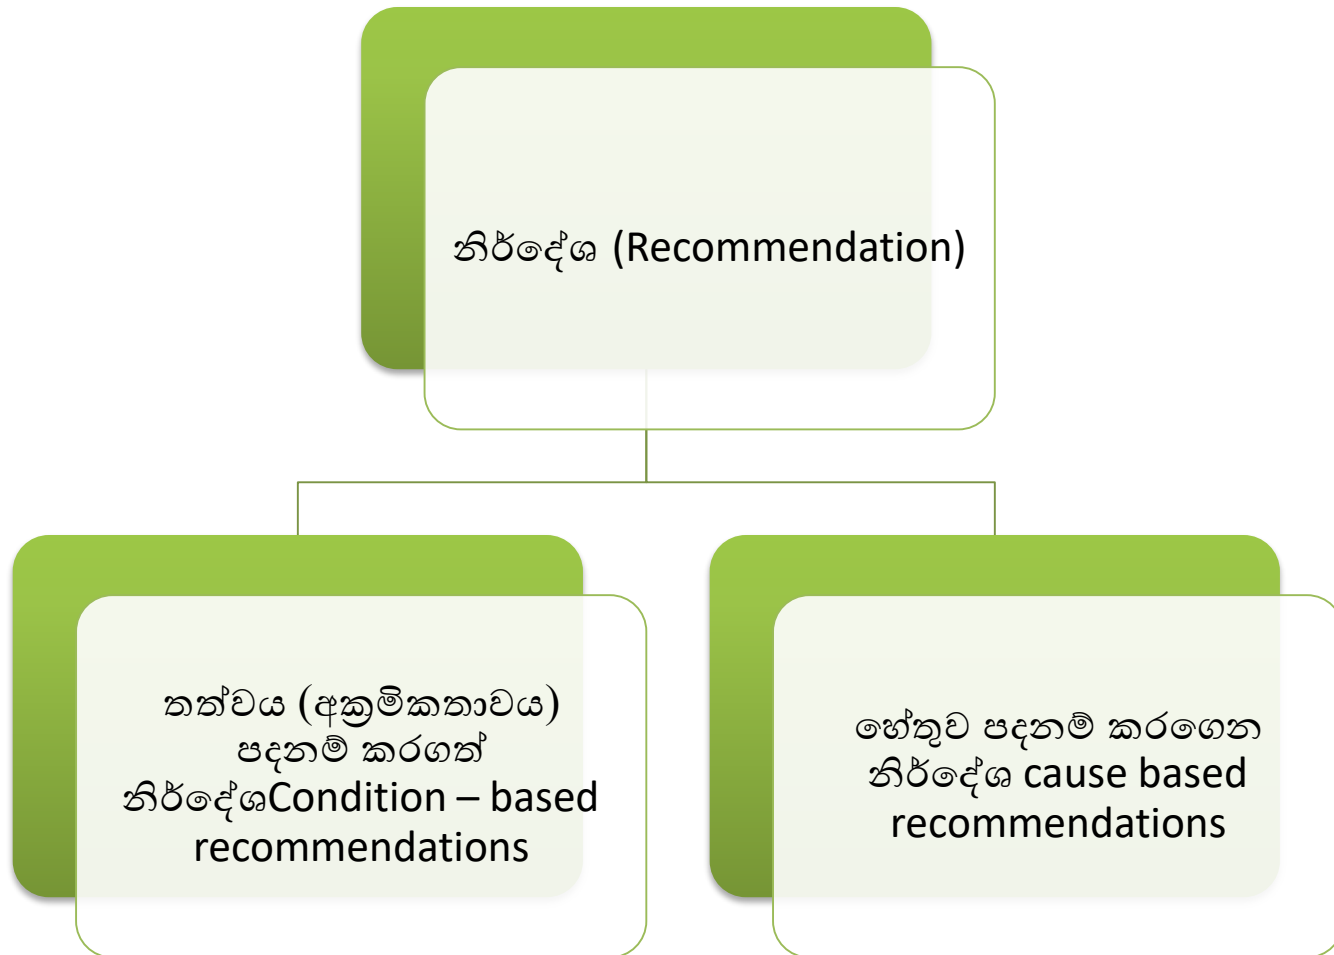 නිර්දේශ (Recommendation)
තත්වය (අක්‍රමිකතාවය)
පදනම් කරගත්
නිර්දේශCondition – based
recommendations
හේතුව පදනම් කරගෙන
නිර්දේශ cause based
recommendations